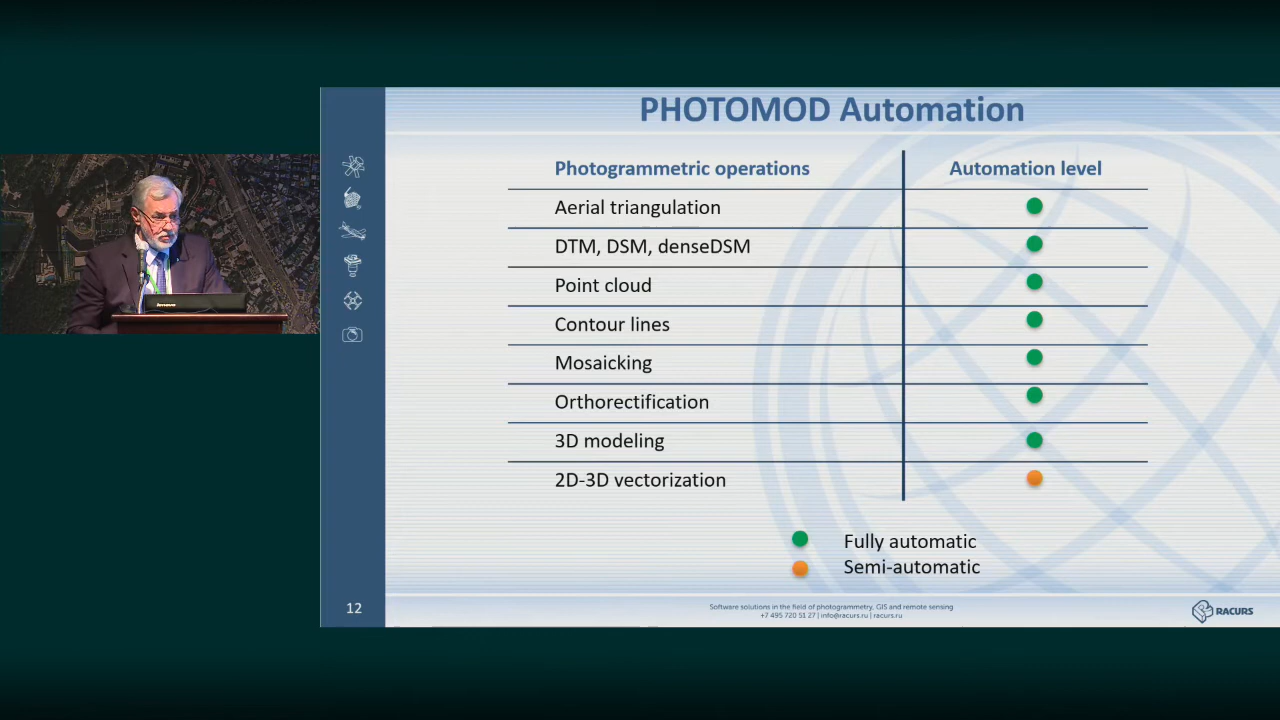 PHOTOMOD Automation
Photogrammetric operations Automation level
Aerial triangulation
DTM, DSM, denseDSM
Point cloud
Contour lines
Mosaicking
Orthorectification
3D modeling
2D-3D vectorization
Fully automatic
Semi-automatic
12
Software solutions in the field of photogrammetry, GIS and remote sensing
+7 495 720 51 27 | info@racurs.ru | racurs.ru
RACURS
lenovo